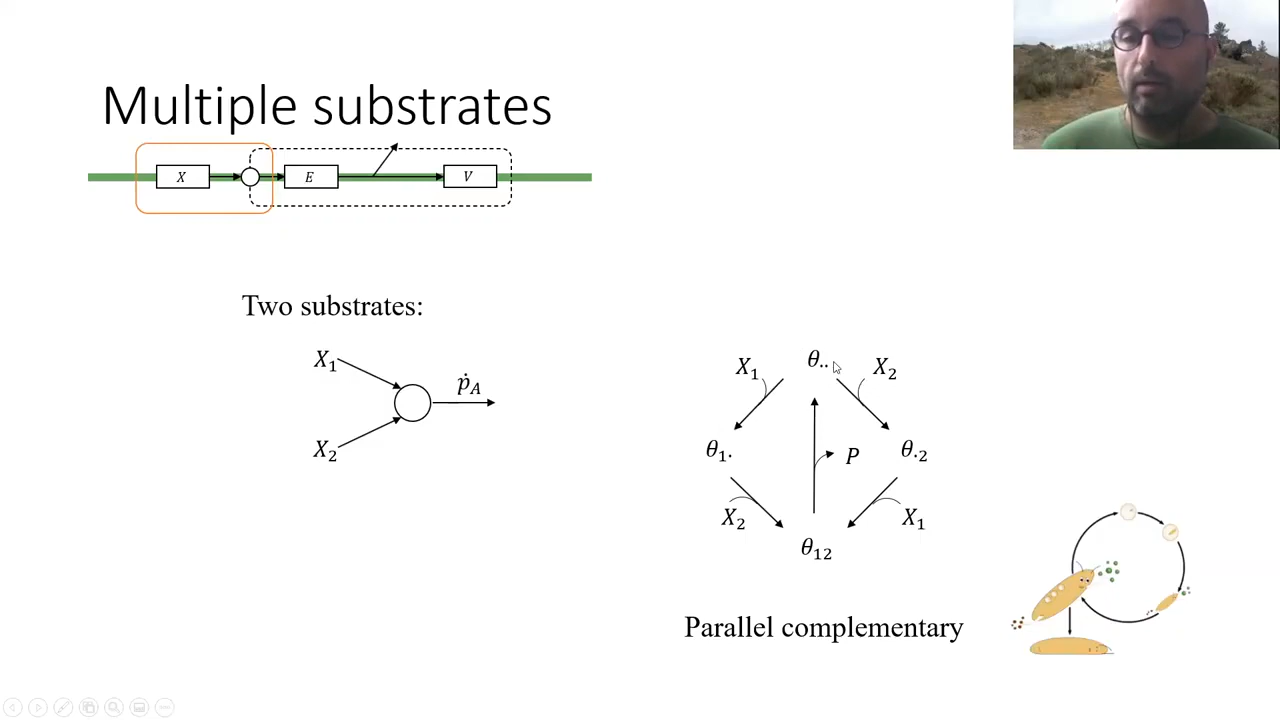 Multiple substrates
X E V
Two substrates:
X₁
ṗ_A
X₂
θ..
X₁ X₂
θ₁. θ.₂
P
X₂ X₁
θ₁₂
Parallel complementary